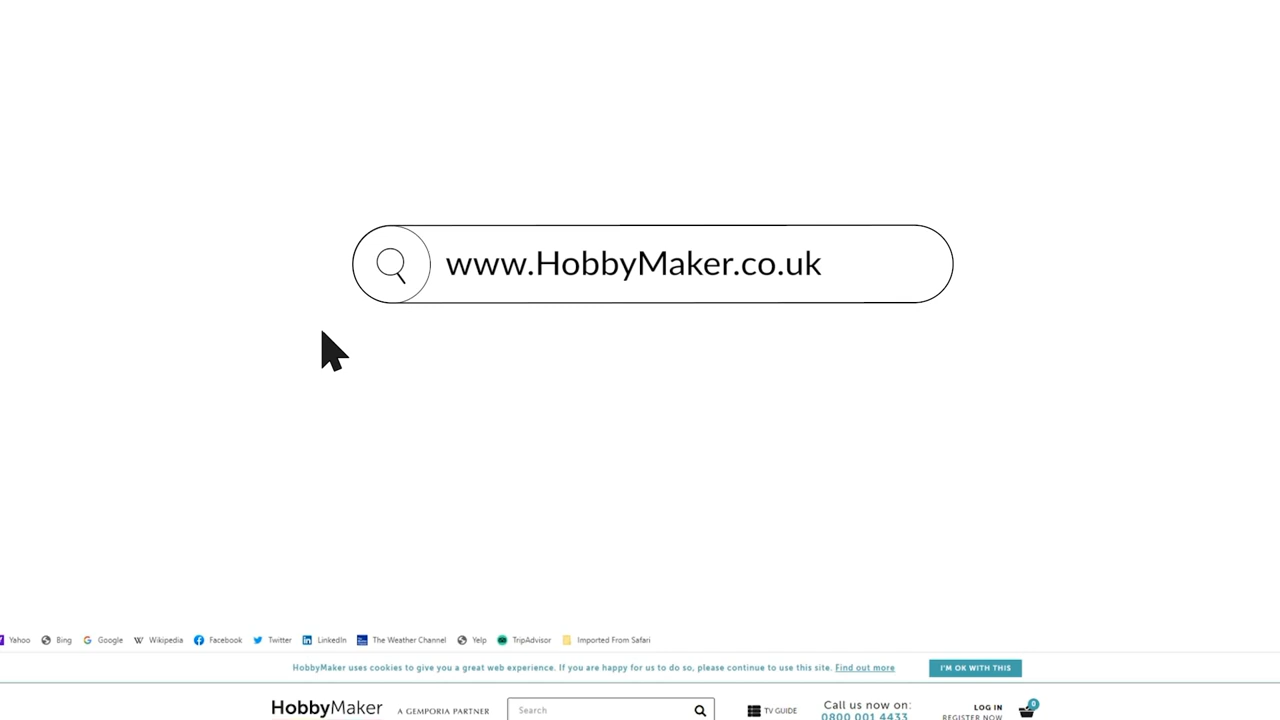 www.HobbyMaker.co.uk
Yahoo Bing Google Wikipedia Facebook Twitter LinkedIn The Weather Channel Yelp TripAdvisor Imported From Safari
HobbyMaker uses cookies to give you a great web experience. If you are happy for us to do so, please continue to use this site. Find out more I'M OK WITH THIS
HobbyMaker A GEMPORIA PARTNER Search TV GUIDE Call us now on: LOG IN 0
0800 001 4433 REGISTER NOW